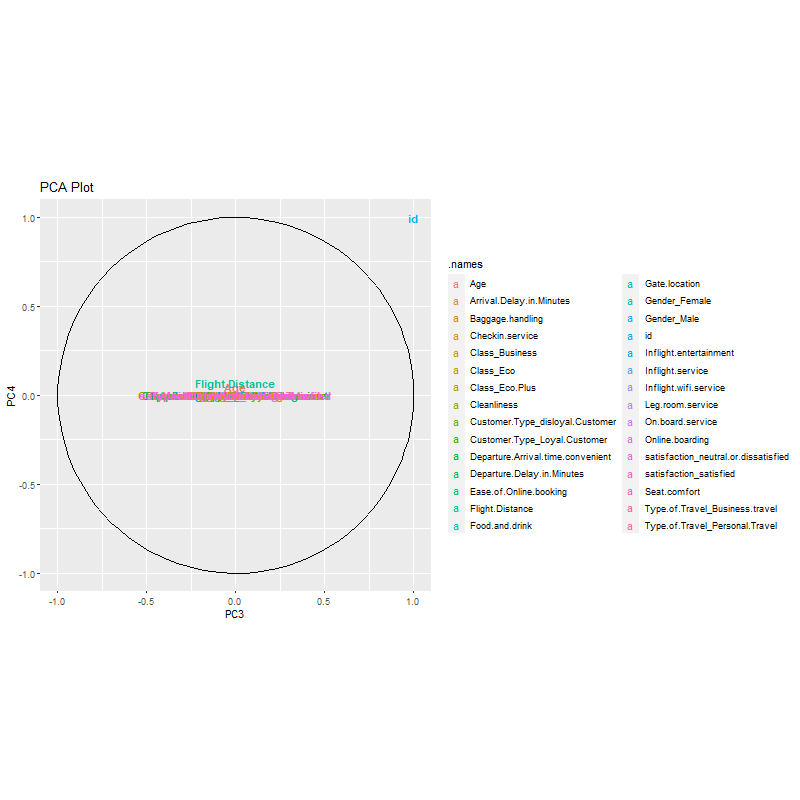 PCA Plot
id
1.0
0.5
0.0
-0.5
-1.0
PC4
Flight.Distance
Age
-1.0
-0.5
0.0
0.5
1.0
PC3
.names
a Age
a Arrival.Delay.in.Minutes
a Baggage.handling
a Checkin.service
a Class_Business
a Class_Eco
a Class_Eco.Plus
a Cleanliness
a Customer.Type_disloyal.Customer
a Customer.Type_Loyal.Customer
a Departure.Arrival.time.convenient
a Departure.Delay.in.Minutes
a Ease.of.Online.booking
a Flight.Distance
a Food.and.drink
a Gate.location
a Gender_Female
a Gender_Male
a id
a Inflight.entertainment
a Inflight.service
a Inflight.wifi.service
a Leg.room.service
a On.board.service
a Online.boarding
a satisfaction_neutral.or.dissatisfied
a satisfaction_satisfied
a Seat.comfort
a Type.of.Travel_Business.travel
a Type.of.Travel_Personal.Travel